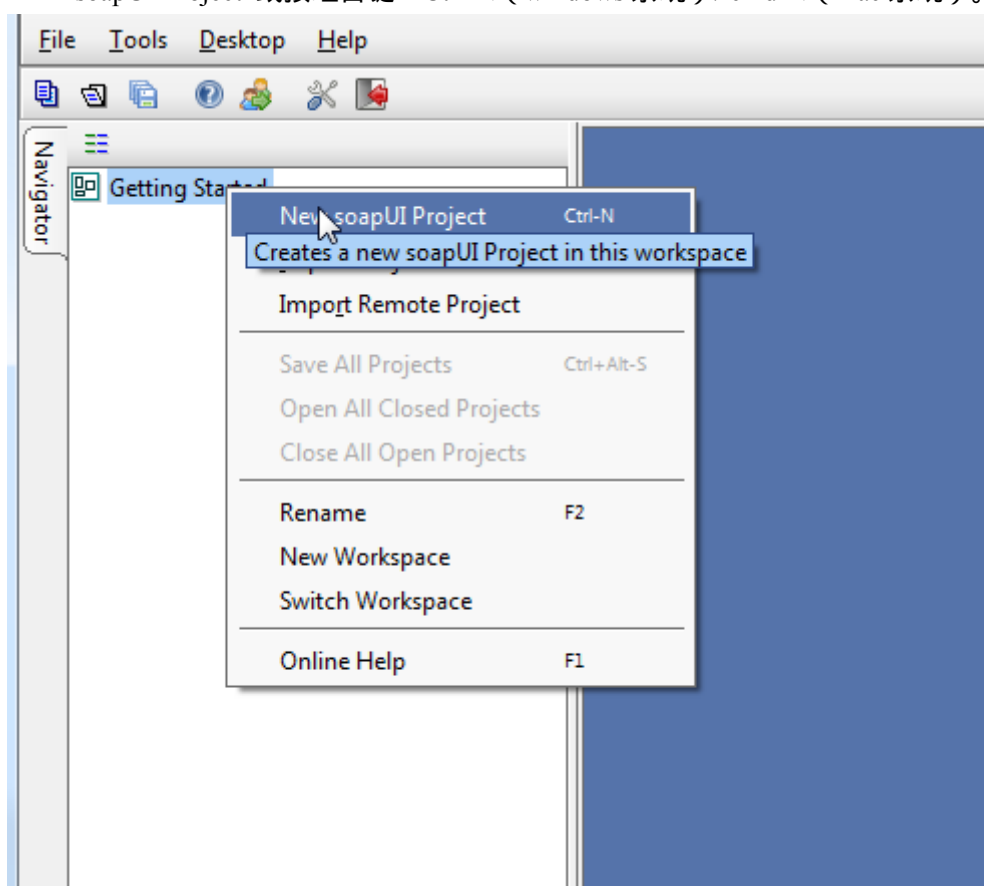 File Tools Desktop Help
Navigator
Getting Started
New soapUI Project Ctrl-N
Creates a new soapUI Project in this workspace
Import Remote Project
Save All Projects Ctrl+Alt-S
Open All Closed Projects
Close All Open Projects
Rename F2
New Workspace
Switch Workspace
Online Help F1